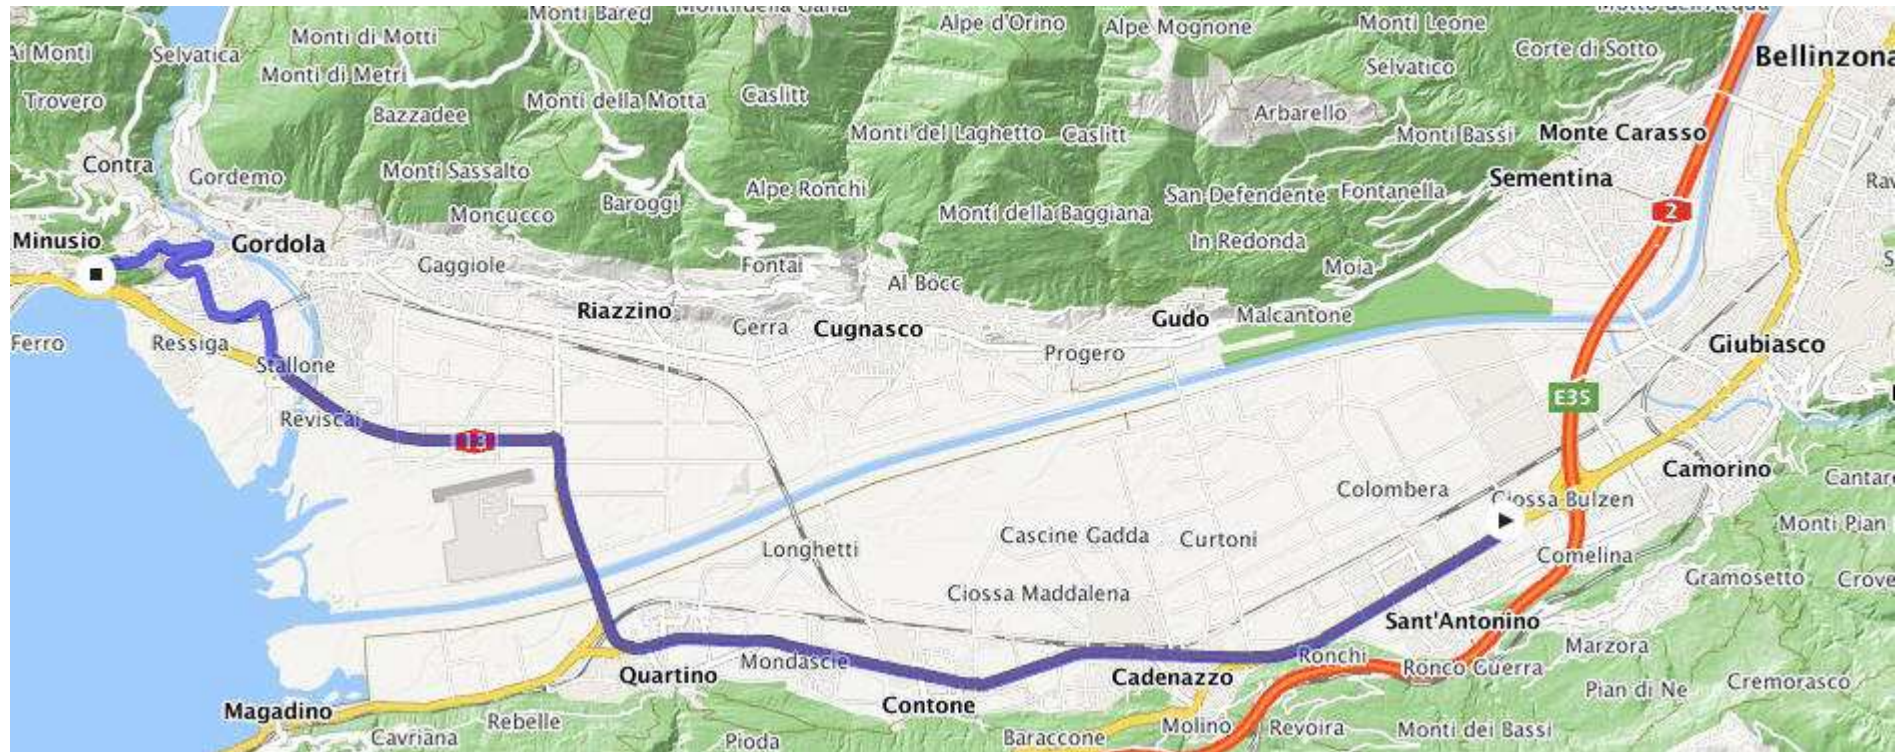 Monti Bared
Alpe d'Orino
Alpe Mognone
Monti Leone
Ai Monti
Selvatica
Monti di Motti
Corte di Sotto
Bellinzona
Monti di Metri
Selvatico
Trovero
Bazzadee
Monti della Motta
Caslitt
Arbarello
Monti del Laghetto
Caslitt
Monti Bassi
Monte Carasso
Contra
Gordemo
Monti Sassalto
Alpe Ronchi
San Defendente
Fontanella
Sementina
Baroggi
Moncucco
Monti della Baggiana
2
Minusio
Gordola
In Redonda
Gaggiole
Fontai
Moia
Al Böcc
Riazzino
Gerra
Cugnasco
Gudo
Malcantone
Ferro
Ressiga
Progero
Giubiasco
Stallone
E35
Reviscai
13
Camorino
Colombera
Ciossa Bulzen
Monti Pian
Longhetti
Cascine Gadda
Curtoni
Comelina
Ciossa Maddalena
Gramosetto
Sant'Antonino
Mondascie
Ronchi
Marzora
Quartino
Cadenazzo
Ronco Guerra
Pian di Ne
Cremorasco
Magadino
Contone
Rebelle
Molino
Revoira
Monti dei Bassi
Cavriana
Pioda
Baraccone